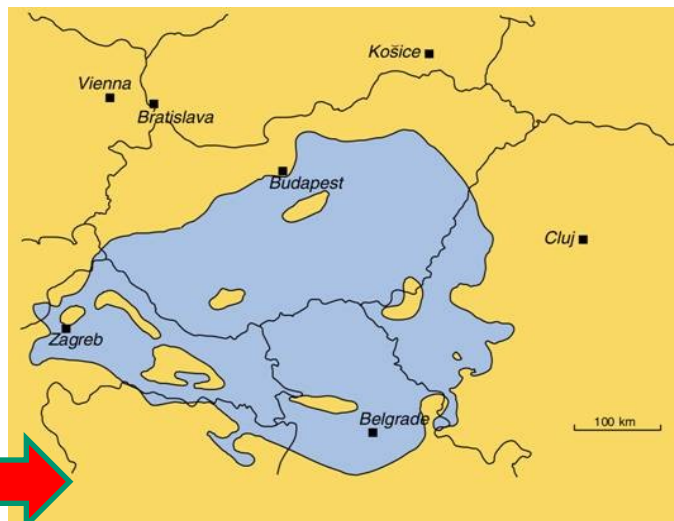 Košice
Vienna
Bratislava
Budapest
Cluj
Zagreb
Belgrade
100 km